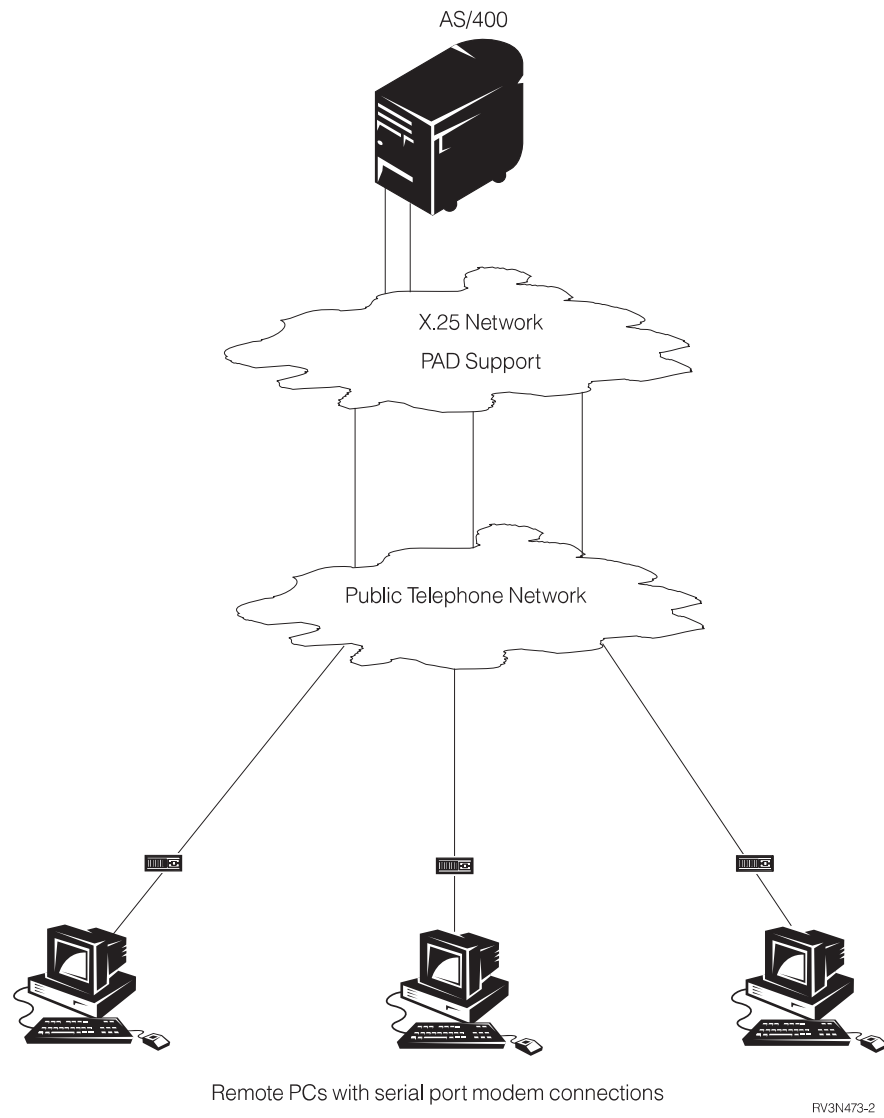 AS/400
X.25 Network
PAD Support
Public Telephone Network
Remote PCs with serial port modem connections
RV3N473-2